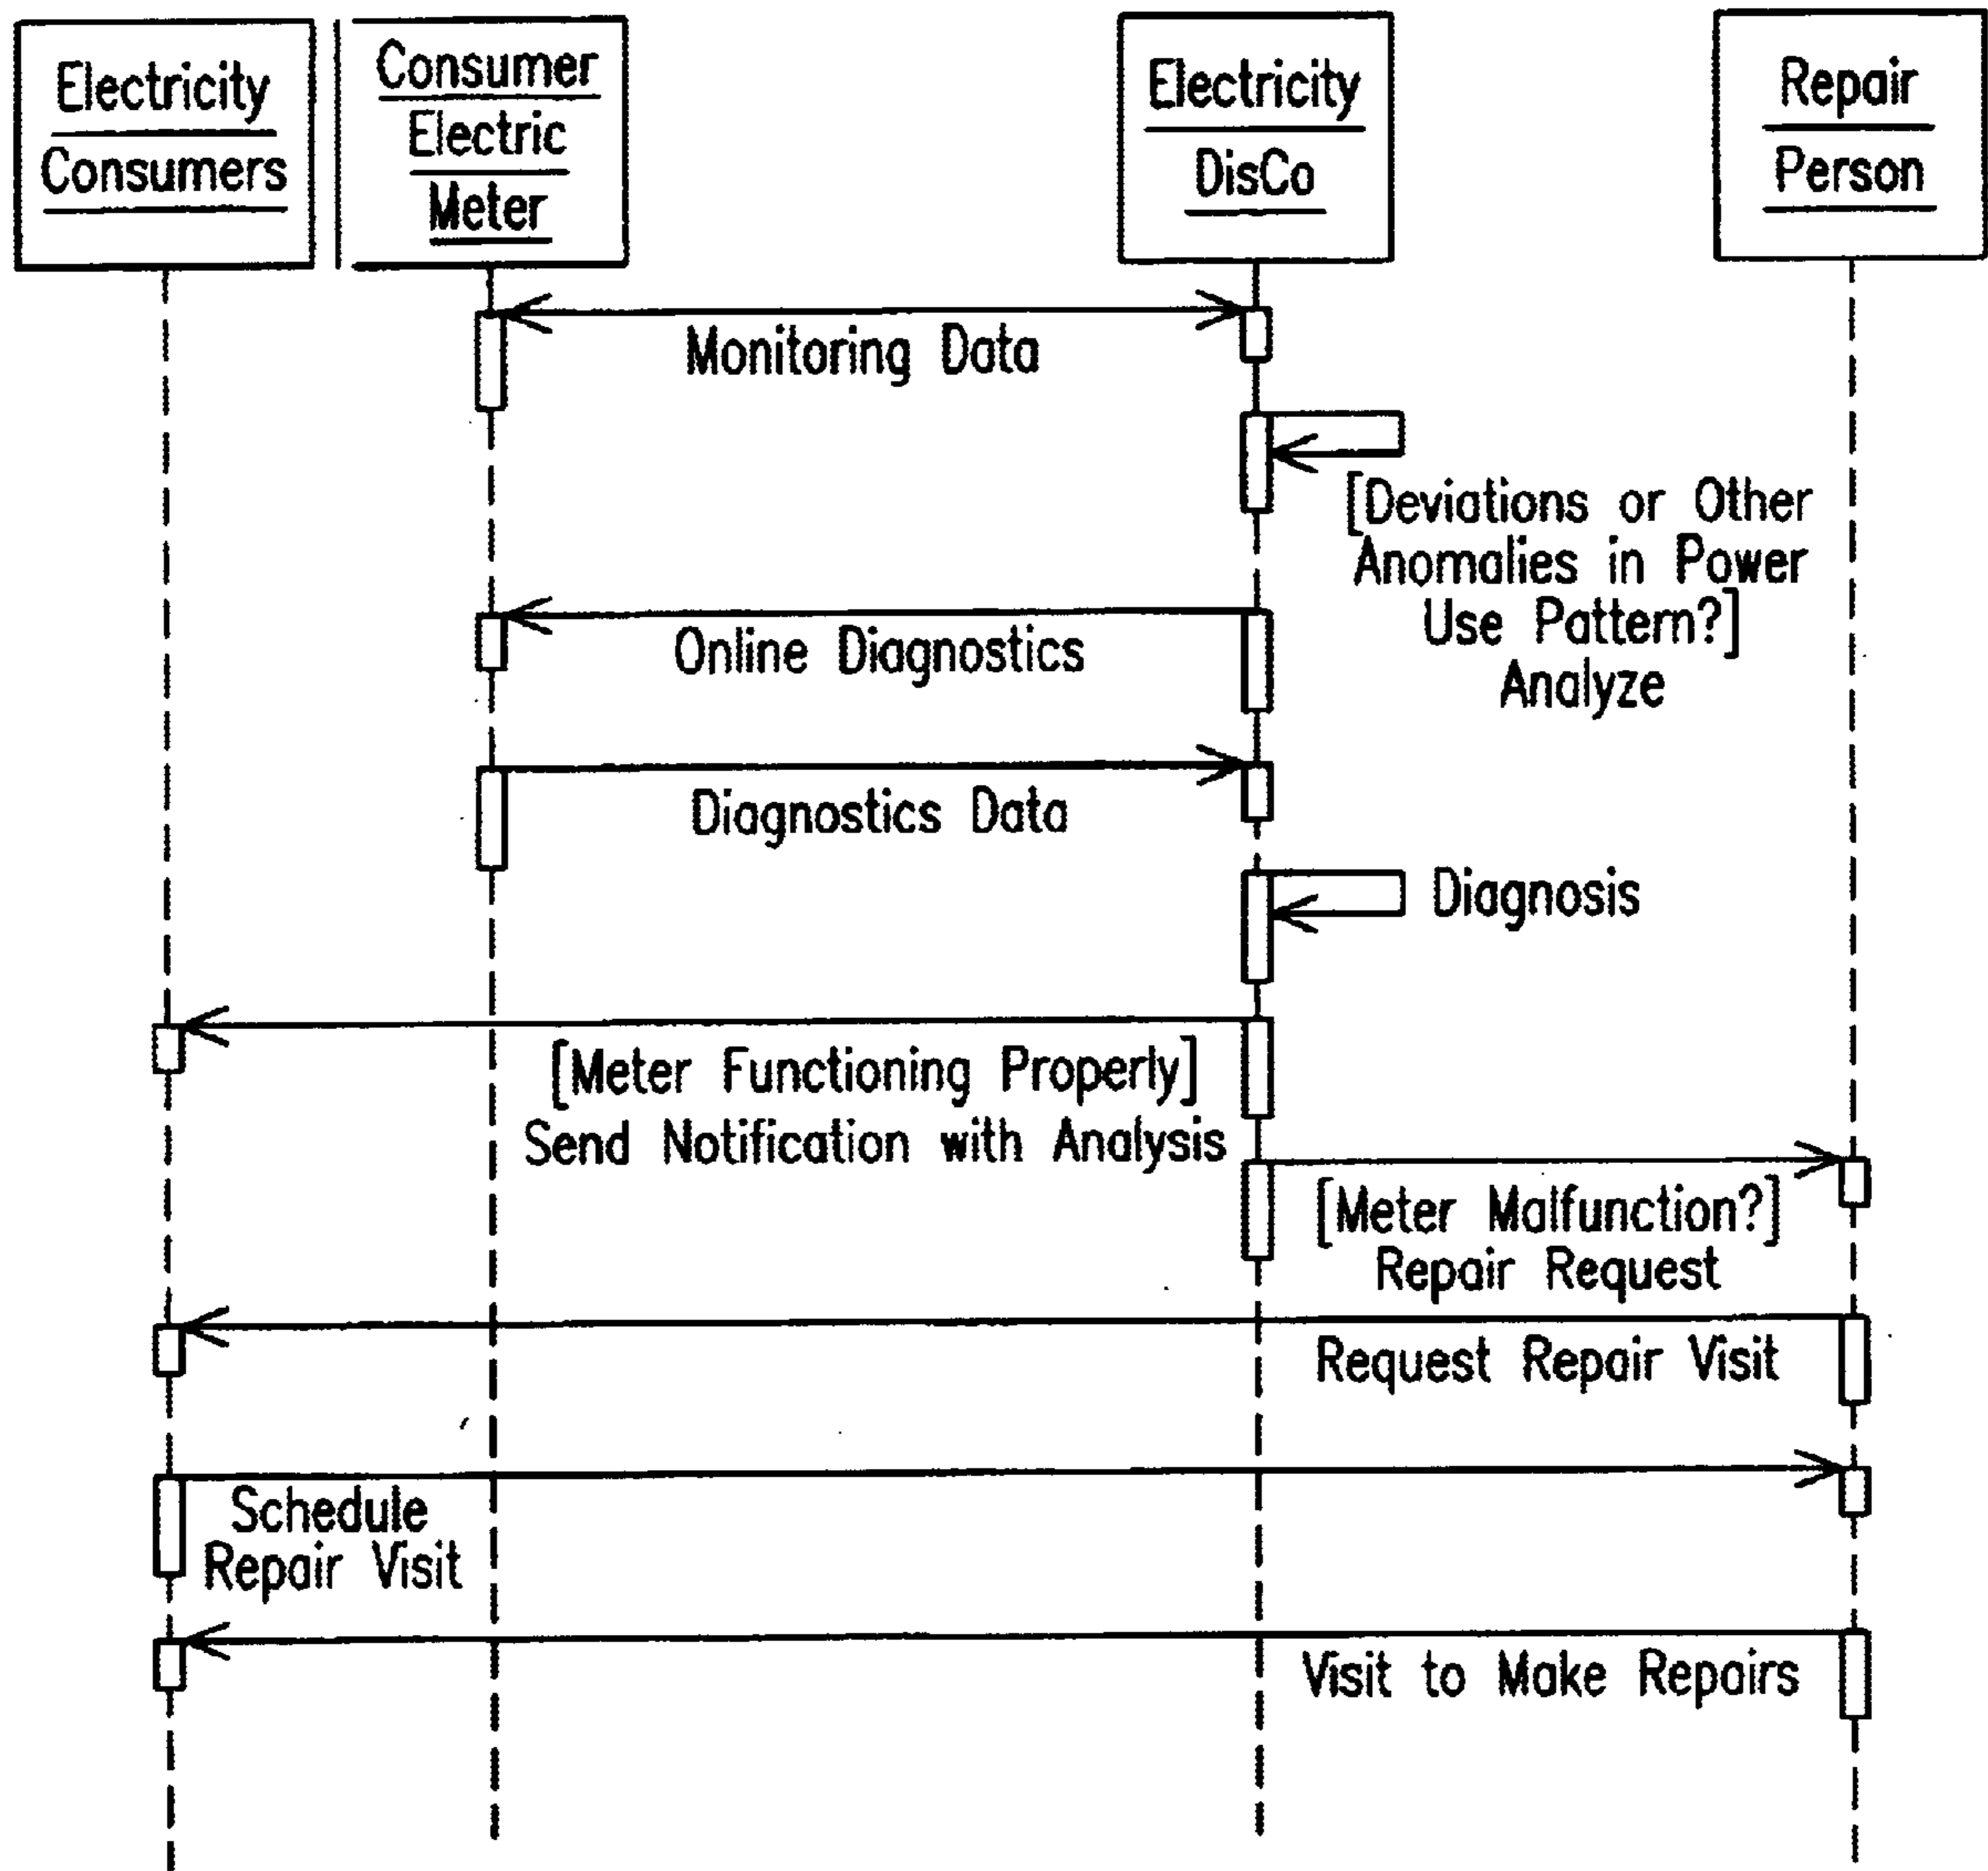 Electricity
Consumers
Consumer
Electric
Meter
Electricity
DisCo
Repair
Person
Monitoring Data
[Deviations or Other
Anomalies in Power
Use Pattern?]
Analyze
Online Diagnostics
Diagnostics Data
Diagnosis
[Meter Functioning Properly]
Send Notification with Analysis
[Meter Malfunction?]
Repair Request
Request Repair Visit
Schedule
Repair Visit
Visit to Make Repairs